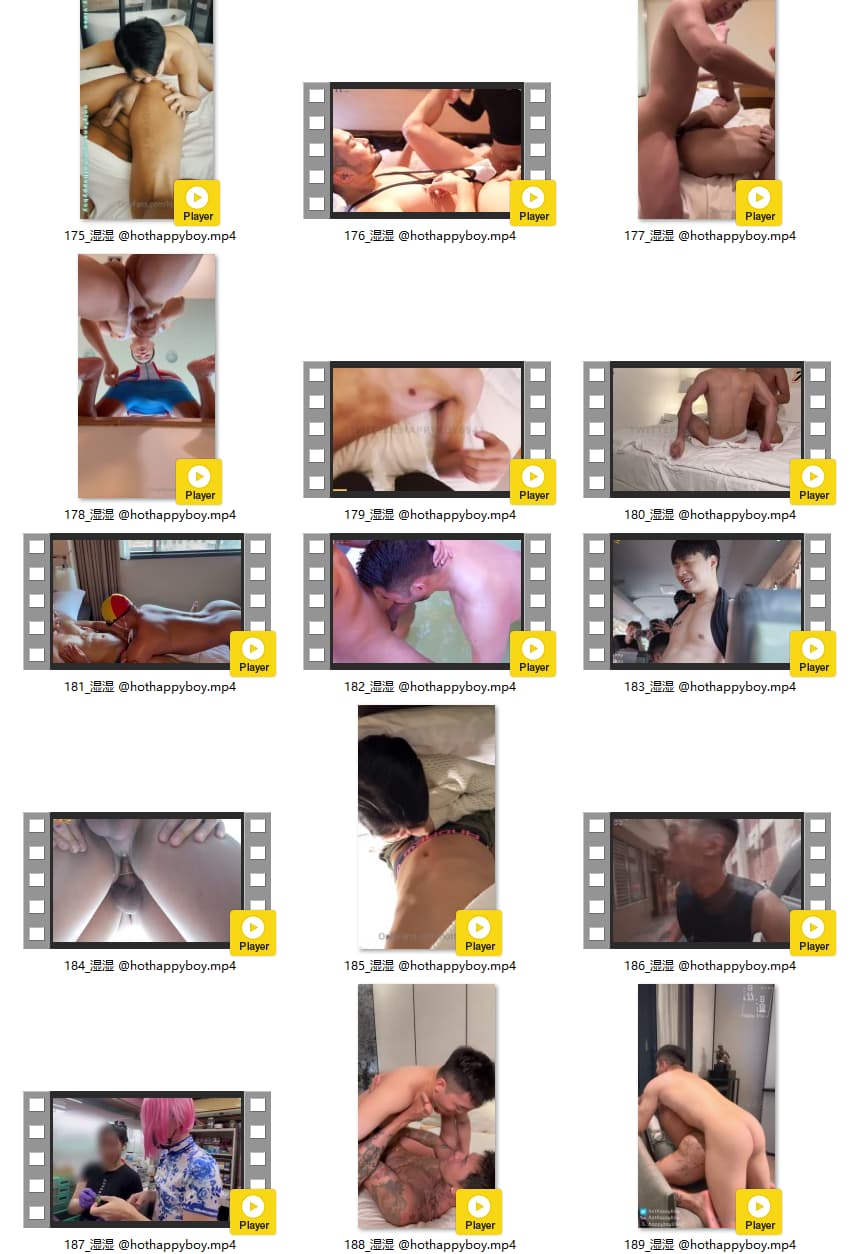 Player
175_湿湿 @hothappyboy.mp4
Player
176_湿湿 @hothappyboy.mp4
Player
177_湿湿 @hothappyboy.mp4
Player
178_湿湿 @hothappyboy.mp4
Player
179_湿湿 @hothappyboy.mp4
Player
180_湿湿 @hothappyboy.mp4
Player
181_湿湿 @hothappyboy.mp4
Player
182_湿湿 @hothappyboy.mp4
Player
183_湿湿 @hothappyboy.mp4
Player
184_湿湿 @hothappyboy.mp4
Player
185_湿湿 @hothappyboy.mp4
Player
186_湿湿 @hothappyboy.mp4
Player
187_湿湿 @hothappyboy.mp4
Player
188_湿湿 @hothappyboy.mp4
Player
189_湿湿 @hothappyboy.mp4